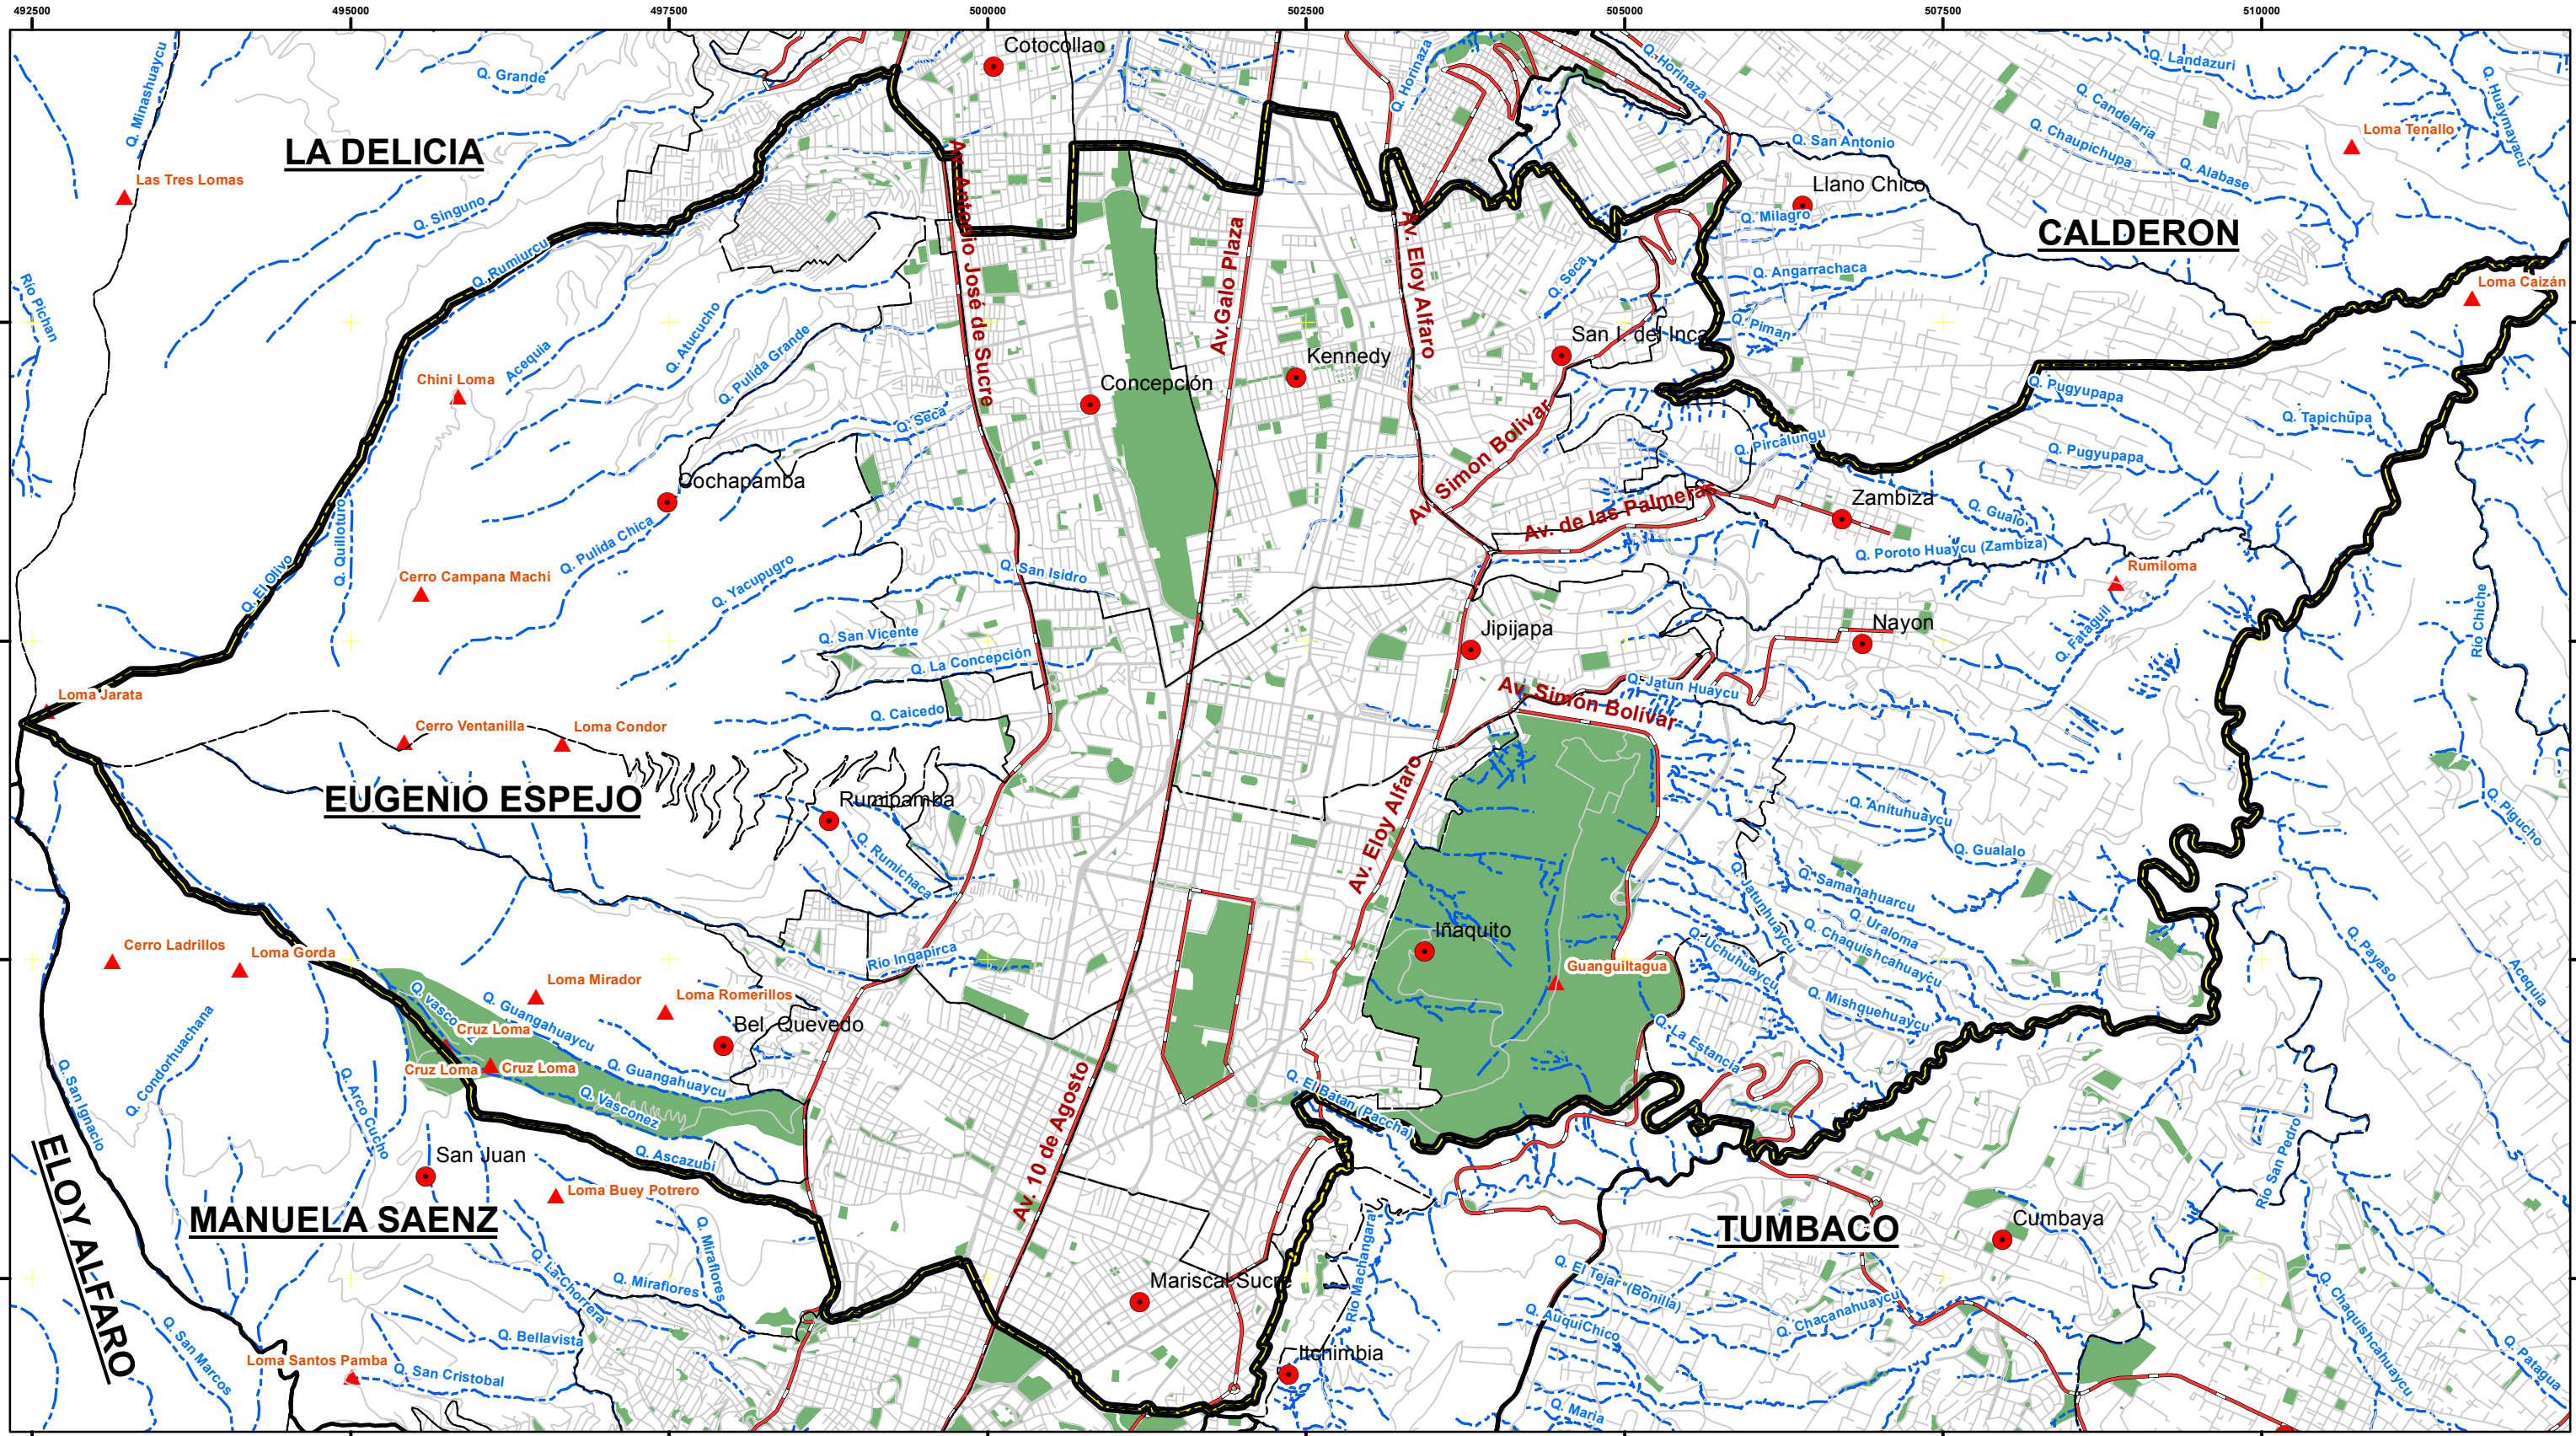 492500
495000
497500
500000
502500
505000
507500
510000
Cotocollao
Q. Grande
Q. Minashuaycu
Q. Horinaza
Q. Horinaza
Q. Landazuri
Q. Huaymayacu
Q. Candelaria
Q. Chaupichupa
Q. Alabase
Loma Tenallo
Q. San Antonio
LA DELICIA
Las Tres Lomas
Q. Singuno
Llano Chico
Q. Milagro
CALDERON
Q. Rumiurcu
Av. Antonio José de Sucre
Av.Galo Plaza
Av. Eloy Alfaro
Q. Seca
Q. Angarrachaca
Loma Caizán
Río Pichan
Q. Atucucho
Acequia
Q. Pulida Grande
Q. Piman
San I. del Inca
Kennedy
Concepción
Chini Loma
Q. Seca
Q. Pugyupapa
Q. Tapichupa
Av. Simon Bolivar
Q. Pircalungu
Q. Pugyupapa
Cochapamba
Av. de las Palmeras
Zambiza
Q. Gualo
Q. Quilloturo
Q. Pulida Chica
Q. El Olivo
Cerro Campana Machi
Q. Yacupugro
Q. San Isidro
Q. Poroto Huaycu (Zambiza)
Rumiloma
Q. San Vicente
Q. La Concepción
Jipijapa
Nayon
Q. Fataguil
Río Chiche
Loma Jarata
Q. Jatun Huaycu
Av. Simón Bolívar
Q. Caicedo
Cerro Ventanilla
Loma Condor
EUGENIO ESPEJO
Rumipamba
Av. Eloy Alfaro
Q. Anituhuaycu
Q. Pigucho
Q. Rumichaca
Q. Gualalo
Q. Jatunhuaycu
Q. Samanahuarcu
Q. Uraloma
Q. Chaquishcahuaycu
Q. Uchuhuaycu
Iñaquito
Cerro Ladrillos
Loma Gorda
Río Ingapirca
Guanguiltagua
Q. Payaso
Acequia
Loma Mirador
Loma Romerillos
Q. Mishquehuaycu
Q. Guangahuaycu
Cruz Loma
Bel. Quevedo
Q. La Estancia
Q. Condorhuachana
Cruz Loma
Cruz Loma
Q. Guangahuaycu
Q. Vasconez
Q. San Ignacio
Q. Arco Cucho
Q. El Batan (Paccha)
Av. 10 de Agosto
San Juan
Q. Ascazubi
Loma Buey Potrero
Río San Pedro
ELOY ALFARO
MANUELA SAENZ
TUMBACO
Cumbaya
Q. Miraflores
Q. Miraflores
Q. La Chorrera
Río Machangara
Mariscal Sucre
Q. El Tejar (Bonilla)
Q. AuquiChico
Q. Chacanahuaycu
Q. Chaquishcahuaycu
Q. San Marcos
Q. Bellavista
Loma Santos Pamba
Q. San Cristobal
Itchimbia
Q. Maria
Q. Patagua